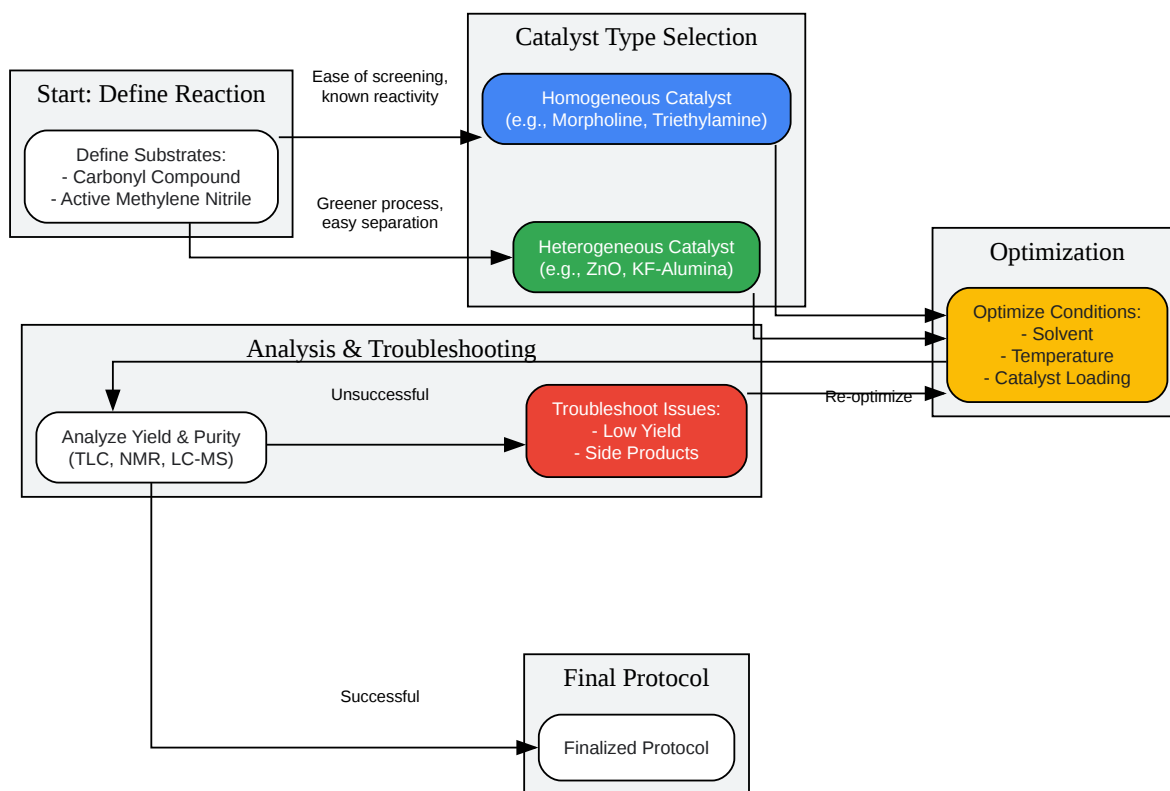 Start: Define Reaction
Define Substrates:
- Carbonyl Compound
- Active Methylene Nitrile
Ease of screening,
known reactivity
Greener process,
easy separation
Catalyst Type Selection
Homogeneous Catalyst
(e.g., Morpholine, Triethylamine)
Heterogeneous Catalyst
(e.g., ZnO, KF-Alumina)
Optimization
Optimize Conditions:
- Solvent
- Temperature
- Catalyst Loading
Analysis & Troubleshooting
Analyze Yield & Purity
(TLC, NMR, LC-MS)
Unsuccessful
Troubleshoot Issues:
- Low Yield
- Side Products
Re-optimize
Successful
Final Protocol
Finalized Protocol